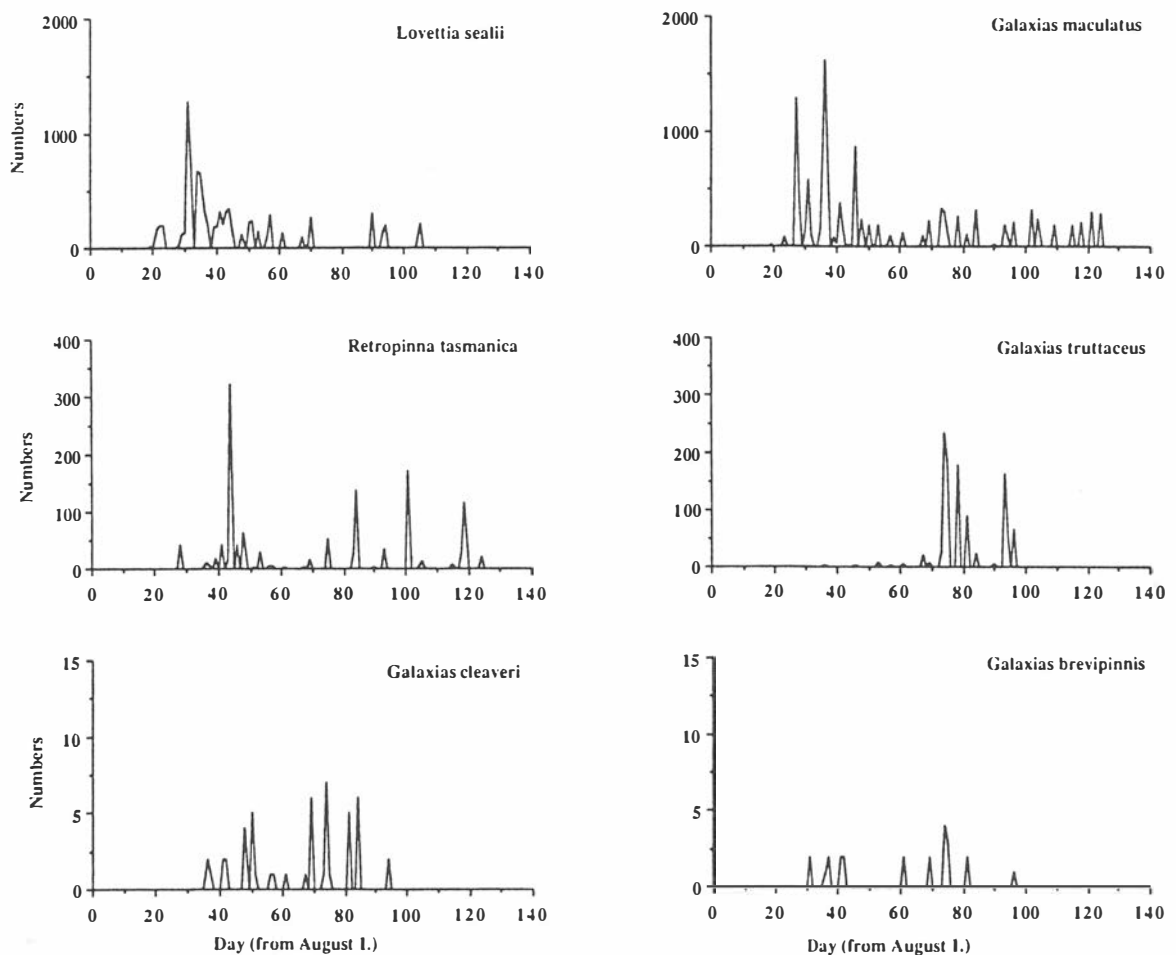 Lovettia sealii
Numbers
2000
1000
0
0 20 40 60 80 100 120 140
Galaxias maculatus
2000
1000
0
0 20 40 60 80 100 120 140
Retropinna tasmanica
Numbers
400
300
200
100
0
0 20 40 60 80 100 120 140
Galaxias truttaceus
400
300
200
100
0
0 20 40 60 80 100 120 140
Galaxias cleaveri
Numbers
15
10
5
0
0 20 40 60 80 100 120 140
Day (from August 1.)
Galaxias brevipinnis
15
10
5
0
0 20 40 60 80 100 120 140
Day (from August 1.)